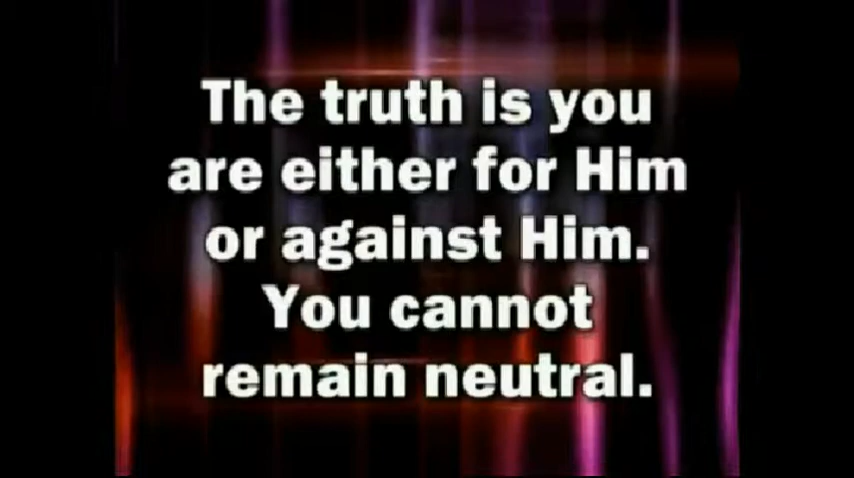 The truth is you
are either for Him
or against Him.
You cannot
remain neutral.